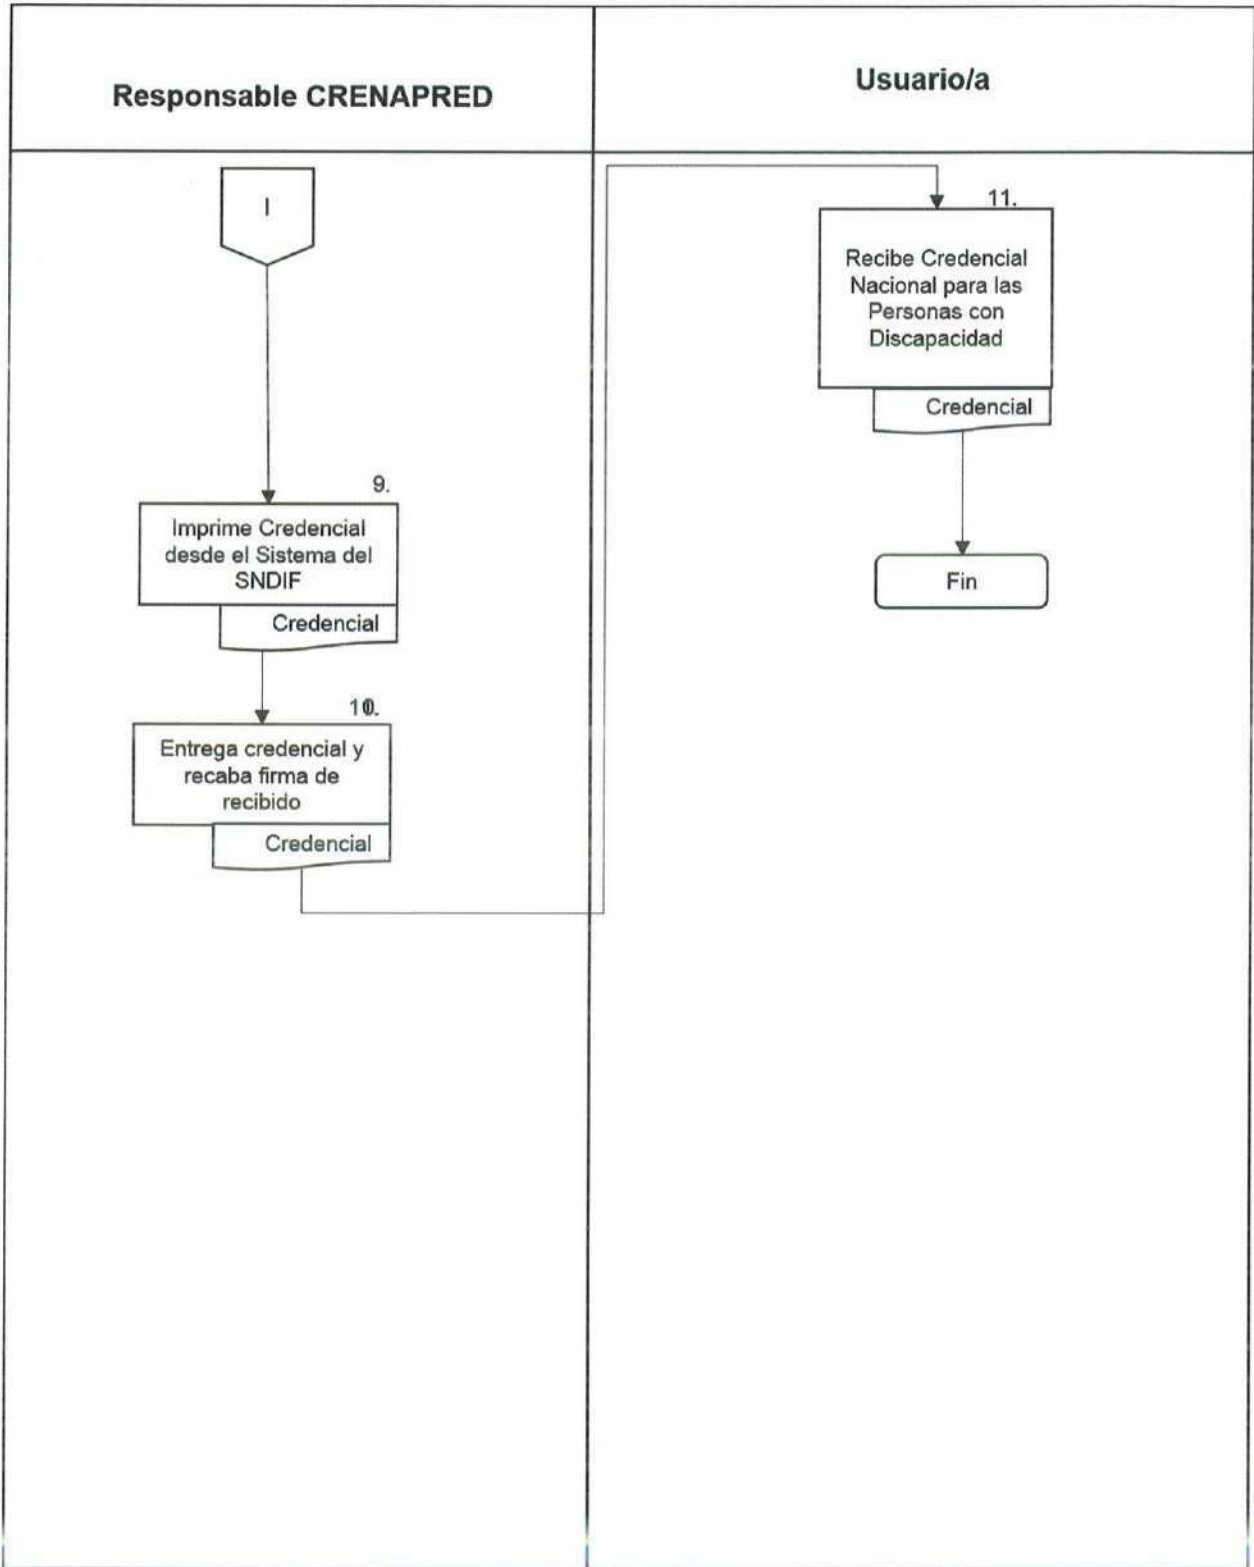 Responsable CRENAPRED
Usuario/a
I
9.
Imprime Credencial
desde el Sistema del
SNDIF
Credencial
10.
Entrega credencial y
recaba firma de
recibido
Credencial
11.
Recibe Credencial
Nacional para las
Personas con
Discapacidad
Credencial
Fin